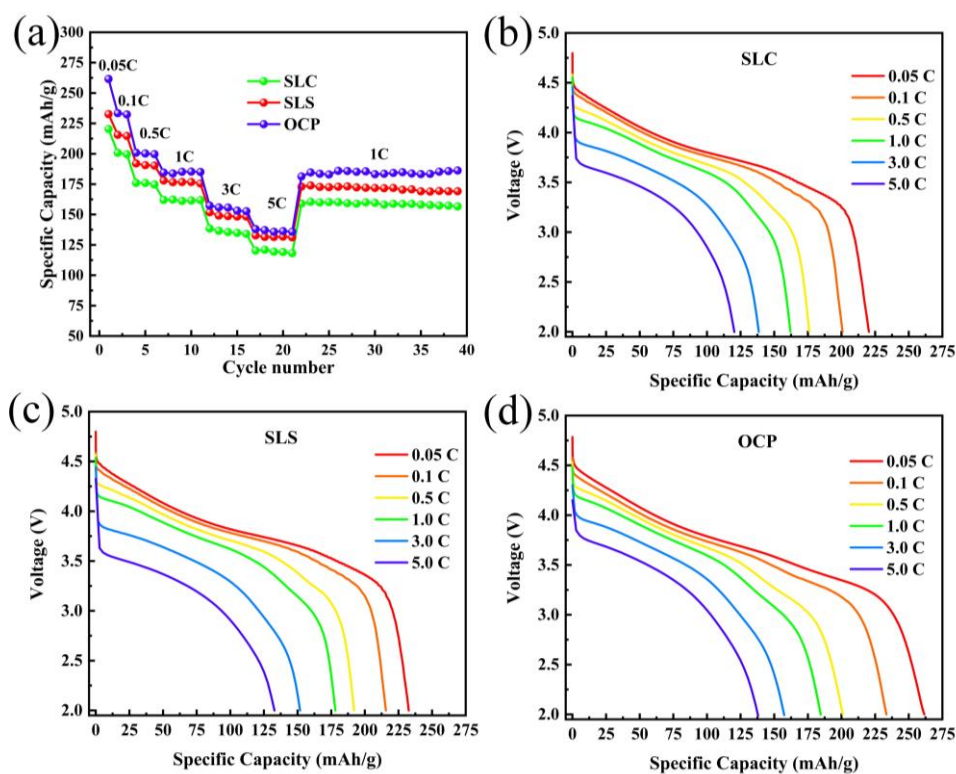 (a)
300
275
250
225
200
175
150
125
100
75
50
Specific Capacity (mAh/g)
0.05C
0.1C
0.5C
1C
3C
5C
1C
SLC
SLS
OCP
0 5 10 15 20 25 30 35 40
Cycle number
(b)
SLC
5.0
4.5
4.0
3.5
3.0
2.5
2.0
Voltage (V)
0.05 C
0.1 C
0.5 C
1.0 C
3.0 C
5.0 C
0 25 50 75 100 125 150 175 200 225 250 275
Specific Capacity (mAh/g)
(c)
SLS
5.0
4.5
4.0
3.5
3.0
2.5
2.0
Voltage (V)
0.05 C
0.1 C
0.5 C
1.0 C
3.0 C
5.0 C
0 25 50 75 100 125 150 175 200 225 250 275
Specific Capacity (mAh/g)
(d)
OCP
5.0
4.5
4.0
3.5
3.0
2.5
2.0
Voltage (V)
0.05 C
0.1 C
0.5 C
1.0 C
3.0 C
5.0 C
0 25 50 75 100 125 150 175 200 225 250 275
Specific Capacity (mAh/g)